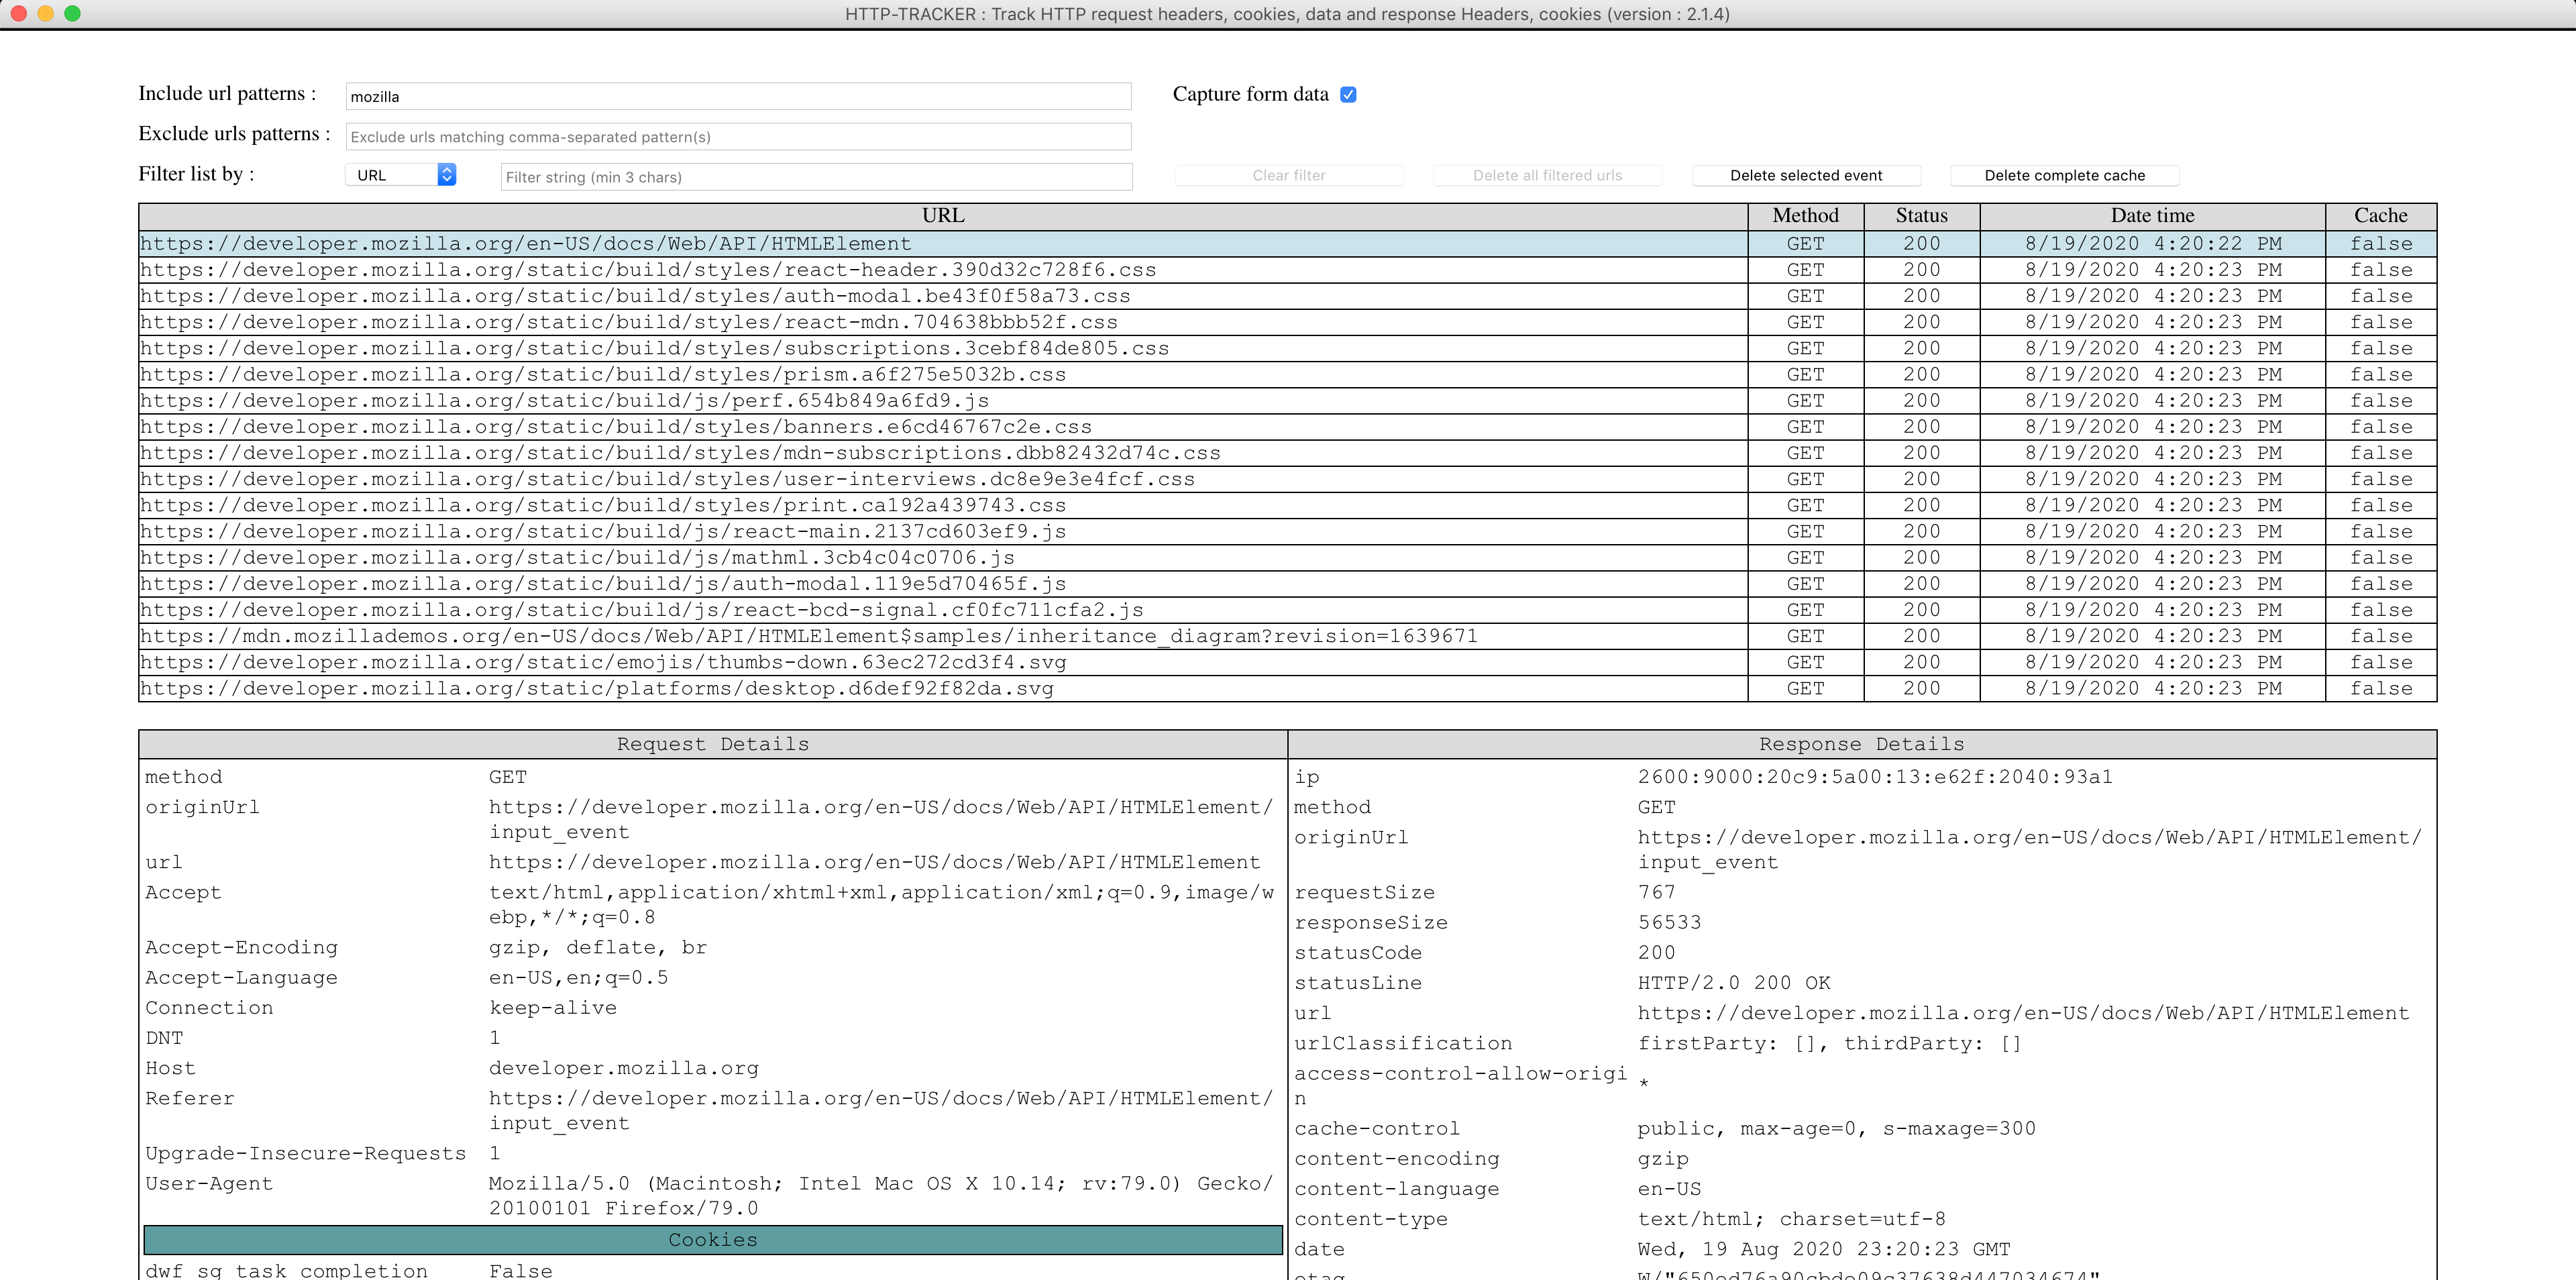 HTTP-TRACKER : Track HTTP request headers, cookies, data and response Headers, cookies (version : 2.1.4)
Include url patterns : mozilla Capture form data
Exclude urls patterns : Exclude urls matching comma-separated pattern(s)
Filter list by : URL Filter string (min 3 chars) Clear filter Delete all filtered urls Delete selected event Delete complete cache
URL Method Status Date time Cache
https://developer.mozilla.org/en-US/docs/Web/API/HTMLElement GET 200 8/19/2020 4:20:22 PM false
https://developer.mozilla.org/static/build/styles/react-header.390d32c728f6.css GET 200 8/19/2020 4:20:23 PM false
https://developer.mozilla.org/static/build/styles/auth-modal.be43f0f58a73.css GET 200 8/19/2020 4:20:23 PM false
https://developer.mozilla.org/static/build/styles/react-mdn.704638bbb52f.css GET 200 8/19/2020 4:20:23 PM false
https://developer.mozilla.org/static/build/styles/subscriptions.3cebf84de805.css GET 200 8/19/2020 4:20:23 PM false
https://developer.mozilla.org/static/build/styles/prism.a6f275e5032b.css GET 200 8/19/2020 4:20:23 PM false
https://developer.mozilla.org/static/build/js/perf.654b849a6fd9.js GET 200 8/19/2020 4:20:23 PM false
https://developer.mozilla.org/static/build/styles/banners.e6cd46767c2e.css GET 200 8/19/2020 4:20:23 PM false
https://developer.mozilla.org/static/build/styles/mdn-subscriptions.dbb82432d74c.css GET 200 8/19/2020 4:20:23 PM false
https://developer.mozilla.org/static/build/styles/user-interviews.dc8e9e3e4fcf.css GET 200 8/19/2020 4:20:23 PM false
https://developer.mozilla.org/static/build/styles/print.ca192a439743.css GET 200 8/19/2020 4:20:23 PM false
https://developer.mozilla.org/static/build/js/react-main.2137cd603ef9.js GET 200 8/19/2020 4:20:23 PM false
https://developer.mozilla.org/static/build/js/mathml.3cb4c04c0706.js GET 200 8/19/2020 4:20:23 PM false
https://developer.mozilla.org/static/build/js/auth-modal.119e5d70465f.js GET 200 8/19/2020 4:20:23 PM false
https://developer.mozilla.org/static/build/js/react-bcd-signal.cf0fc711cfa2.js GET 200 8/19/2020 4:20:23 PM false
https://mdn.mozillademos.org/en-US/docs/Web/API/HTMLElement$samples/inheritance_diagram?revision=1639671 GET 200 8/19/2020 4:20:23 PM false
https://developer.mozilla.org/static/emojis/thumbs-down.63ec272cd3f4.svg GET 200 8/19/2020 4:20:23 PM false
https://developer.mozilla.org/static/platforms/desktop.d6def92f82da.svg GET 200 8/19/2020 4:20:23 PM false
Request Details
method GET
originUrl https://developer.mozilla.org/en-US/docs/Web/API/HTMLElement/
input_event
url https://developer.mozilla.org/en-US/docs/Web/API/HTMLElement
Accept text/html,application/xhtml+xml,application/xml;q=0.9,image/w
ebp,*/*;q=0.8
Accept-Encoding gzip, deflate, br
Accept-Language en-US,en;q=0.5
Connection keep-alive
DNT 1
Host developer.mozilla.org
Referer https://developer.mozilla.org/en-US/docs/Web/API/HTMLElement/
input_event
Upgrade-Insecure-Requests 1
User-Agent Mozilla/5.0 (Macintosh; Intel Mac OS X 10.14; rv:79.0) Gecko/
20100101 Firefox/79.0
Cookies
dwf_sg_task_completion False
Response Details
ip 2600:9000:20c9:5a00:13:e62f:2040:93a1
method GET
originUrl https://developer.mozilla.org/en-US/docs/Web/API/HTMLElement/
input_event
requestSize 767
responseSize 56533
statusCode 200
statusLine HTTP/2.0 200 OK
url https://developer.mozilla.org/en-US/docs/Web/API/HTMLElement
urlClassification firstParty: [], thirdParty: []
access-control-allow-origi *
n
cache-control public, max-age=0, s-maxage=300
content-encoding gzip
content-language en-US
content-type text/html; charset=utf-8
date Wed, 19 Aug 2020 23:20:23 GMT
etag